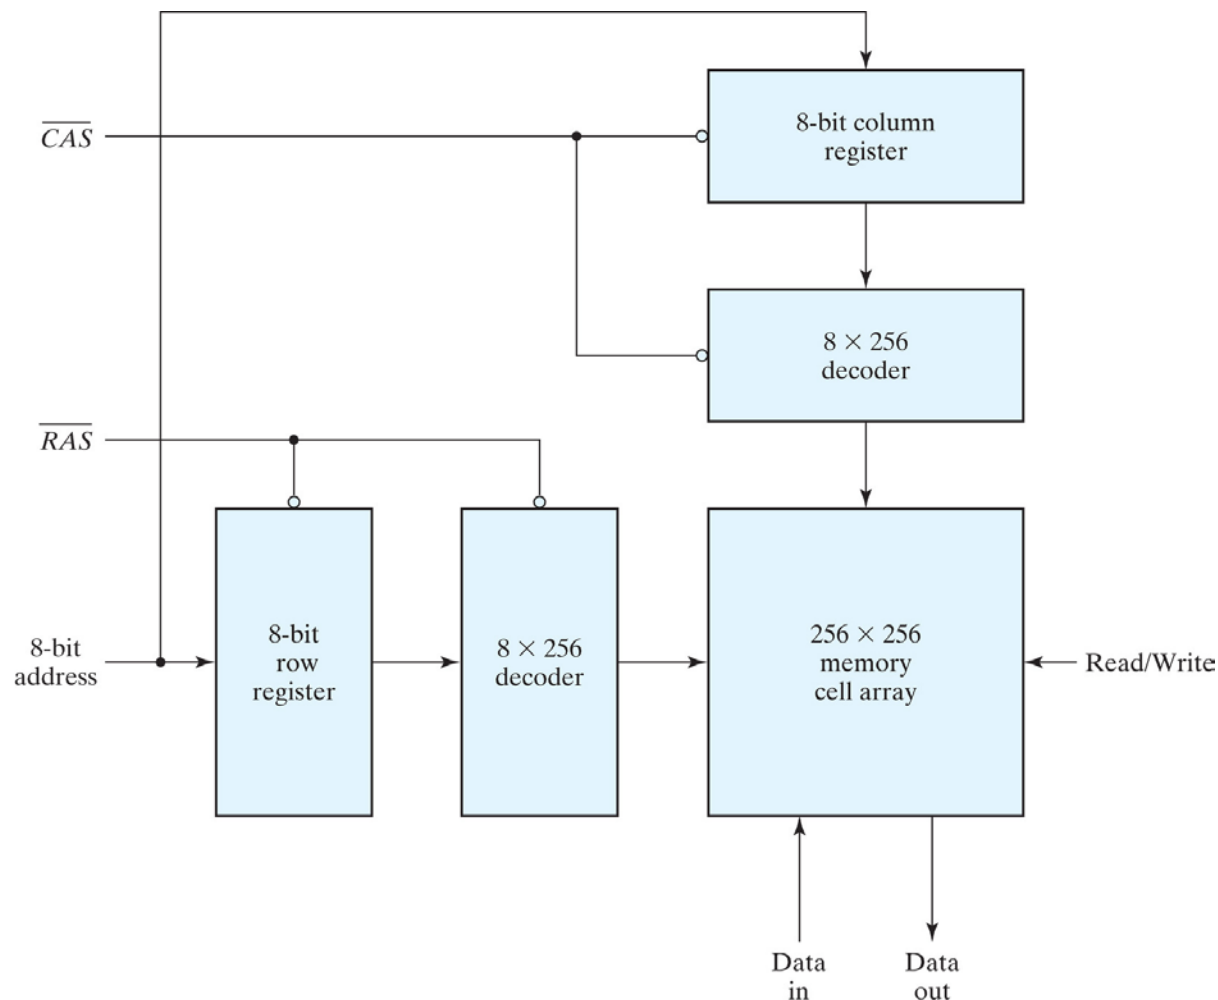 8-bit column
register
CAS
8 × 256
decoder
RAS
8-bit
address
8-bit
row
register
8 × 256
decoder
256 × 256
memory
cell array
Read/Write
Data
in
Data
out